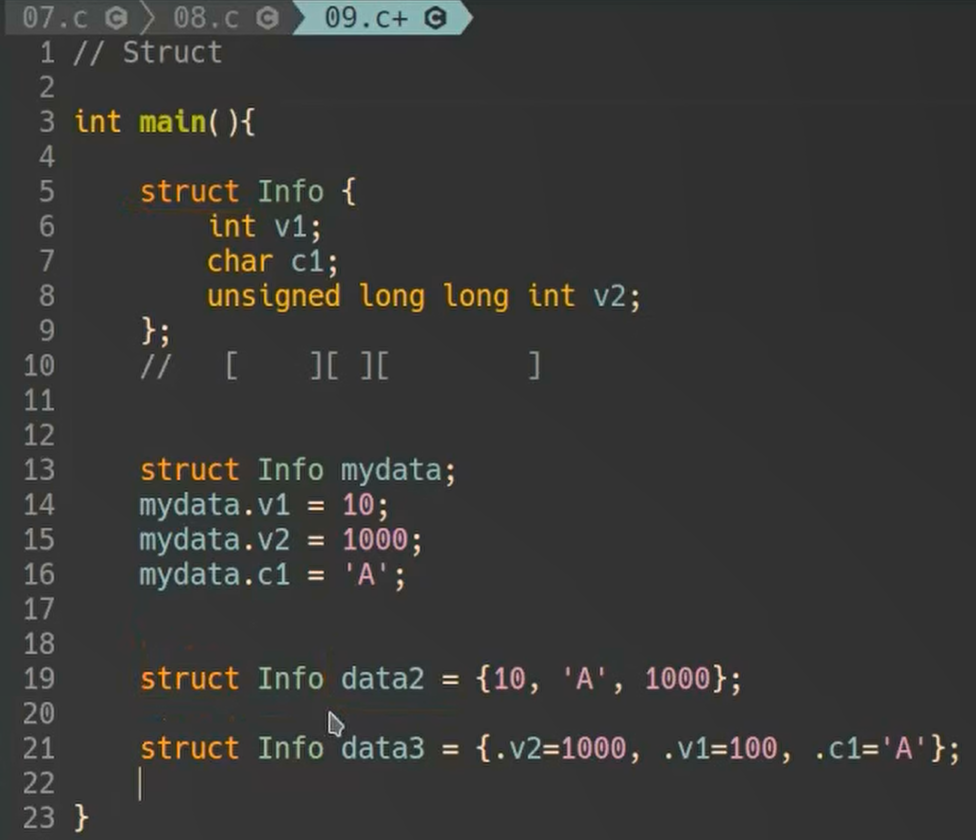 07.c 08.c 09.c+
1 // Struct
2
3 int main(){
4
5     struct Info {
6         int v1;
7         char c1;
8         unsigned long long int v2;
9     };
10     //   [    ][ ][        ]
11
12
13     struct Info mydata;
14     mydata.v1 = 10;
15     mydata.v2 = 1000;
16     mydata.c1 = 'A';
17
18
19     struct Info data2 = {10, 'A', 1000};
20
21     struct Info data3 = {.v2=1000, .v1=100, .c1='A'};
22
23 }